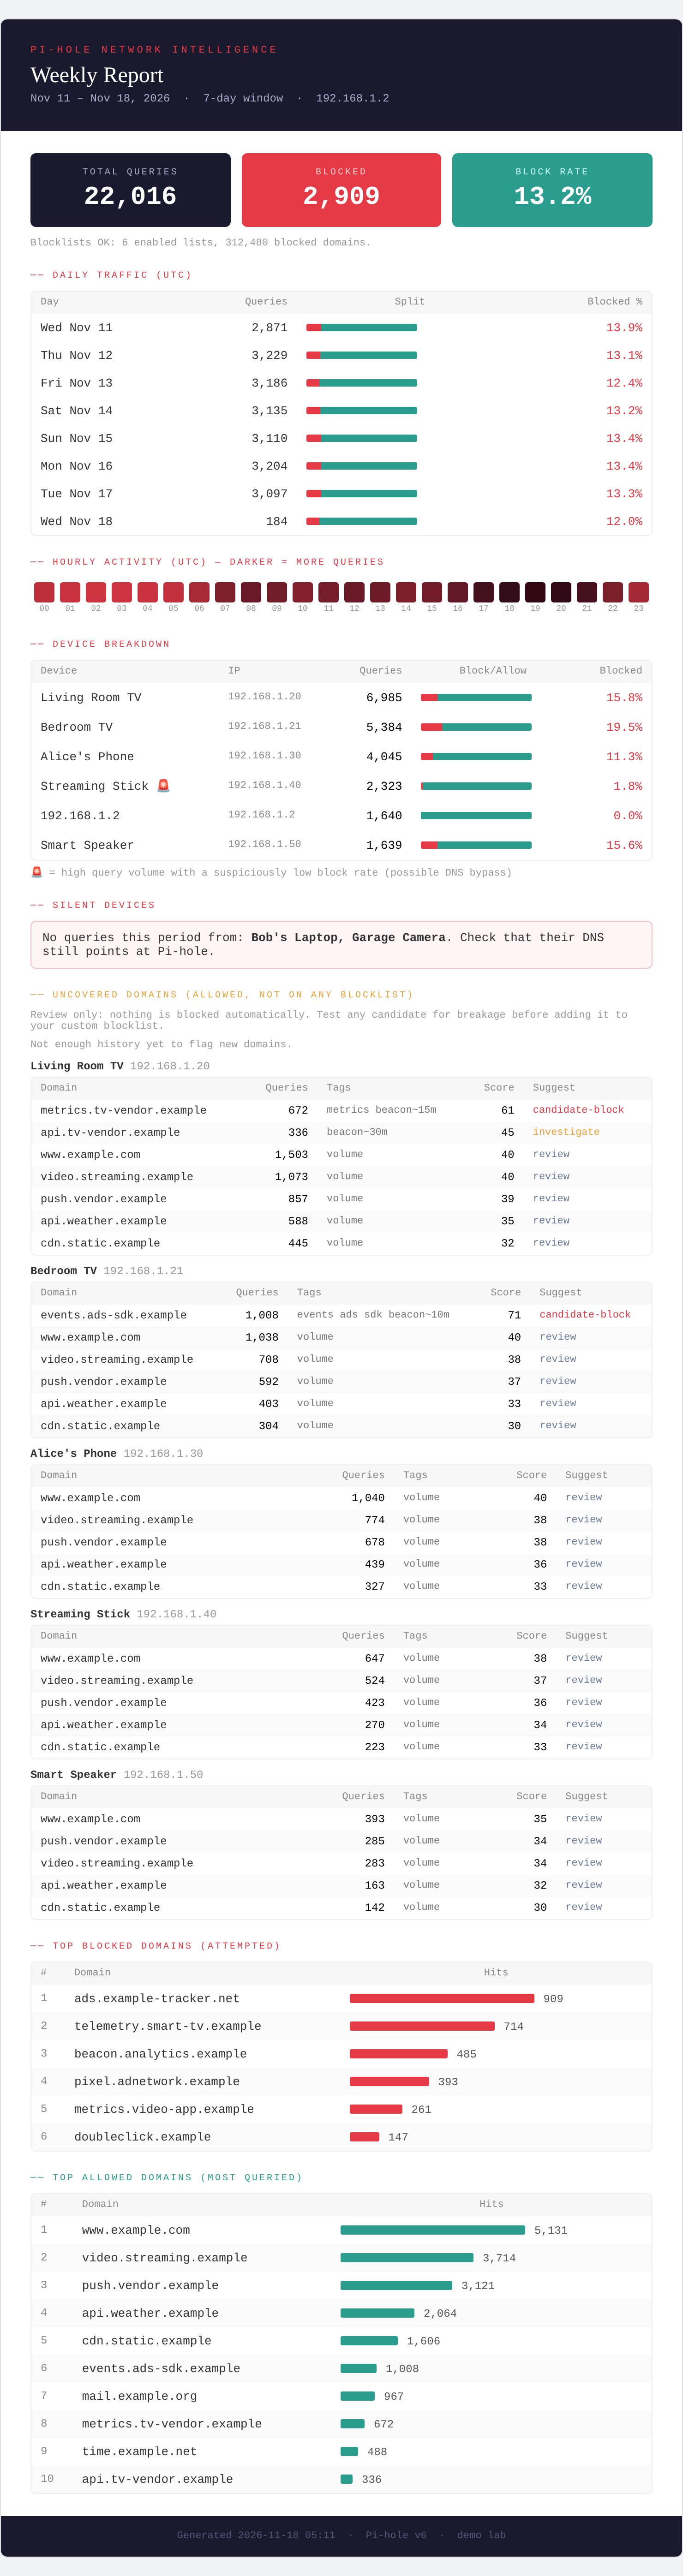 PI-HOLE NETWORK INTELLIGENCE
Weekly Report
Nov 11 – Nov 18, 2026 · 7-day window · 192.168.1.2
TOTAL QUERIES BLOCKED BLOCK RATE
22,016 2,909 13.2%
Blocklists OK: 6 enabled lists, 312,480 blocked domains.
—— DAILY TRAFFIC (UTC)
Day Queries Split Blocked %
Wed Nov 11 2,871 13.9%
Thu Nov 12 3,229 13.1%
Fri Nov 13 3,186 12.4%
Sat Nov 14 3,135 13.2%
Sun Nov 15 3,110 13.4%
Mon Nov 16 3,204 13.4%
Tue Nov 17 3,097 13.3%
Wed Nov 18 184 12.0%
—— HOURLY ACTIVITY (UTC) — DARKER = MORE QUERIES
00 01 02 03 04 05 06 07 08 09 10 11 12 13 14 15 16 17 18 19 20 21 22 23
—— DEVICE BREAKDOWN
Device IP Queries Block/Allow Blocked
Living Room TV 192.168.1.20 6,985 15.8%
Bedroom TV 192.168.1.21 5,384 19.5%
Alice's Phone 192.168.1.30 4,045 11.3%
Streaming Stick 🚨 192.168.1.40 2,323 1.8%
192.168.1.2 192.168.1.2 1,640 0.0%
Smart Speaker 192.168.1.50 1,639 15.6%
🚨 = high query volume with a suspiciously low block rate (possible DNS bypass)
—— SILENT DEVICES
No queries this period from: Bob's Laptop, Garage Camera. Check that their DNS
still points at Pi-hole.
—— UNCOVERED DOMAINS (ALLOWED, NOT ON ANY BLOCKLIST)
Review only: nothing is blocked automatically. Test any candidate for breakage before adding it to
your custom blocklist.
Not enough history yet to flag new domains.
Living Room TV 192.168.1.20
Domain Queries Tags Score Suggest
metrics.tv-vendor.example 672 metrics beacon~15m 61 candidate-block
api.tv-vendor.example 336 beacon~30m 45 investigate
www.example.com 1,503 volume 40 review
video.streaming.example 1,073 volume 40 review
push.vendor.example 857 volume 39 review
api.weather.example 588 volume 35 review
cdn.static.example 445 volume 32 review
Bedroom TV 192.168.1.21
Domain Queries Tags Score Suggest
events.ads-sdk.example 1,008 events ads sdk beacon~10m 71 candidate-block
www.example.com 1,038 volume 40 review
video.streaming.example 708 volume 38 review
push.vendor.example 592 volume 37 review
api.weather.example 403 volume 33 review
cdn.static.example 304 volume 30 review
Alice's Phone 192.168.1.30
Domain Queries Tags Score Suggest
www.example.com 1,040 volume 40 review
video.streaming.example 774 volume 38 review
push.vendor.example 678 volume 38 review
api.weather.example 439 volume 36 review
cdn.static.example 327 volume 33 review
Streaming Stick 192.168.1.40
Domain Queries Tags Score Suggest
www.example.com 647 volume 38 review
video.streaming.example 524 volume 37 review
push.vendor.example 423 volume 36 review
api.weather.example 270 volume 34 review
cdn.static.example 223 volume 33 review
Smart Speaker 192.168.1.50
Domain Queries Tags Score Suggest
www.example.com 393 volume 35 review
push.vendor.example 285 volume 34 review
video.streaming.example 283 volume 34 review
api.weather.example 163 volume 32 review
cdn.static.example 142 volume 30 review
—— TOP BLOCKED DOMAINS (ATTEMPTED)
# Domain Hits
1 ads.example-tracker.net 909
2 telemetry.smart-tv.example 714
3 beacon.analytics.example 485
4 pixel.adnetwork.example 393
5 metrics.video-app.example 261
6 doubleclick.example 147
—— TOP ALLOWED DOMAINS (MOST QUERIED)
# Domain Hits
1 www.example.com 5,131
2 video.streaming.example 3,714
3 push.vendor.example 3,121
4 api.weather.example 2,064
5 cdn.static.example 1,606
6 events.ads-sdk.example 1,008
7 mail.example.org 967
8 metrics.tv-vendor.example 672
9 time.example.net 488
10 api.tv-vendor.example 336
Generated 2026-11-18 05:11 · Pi-hole v6 · demo lab